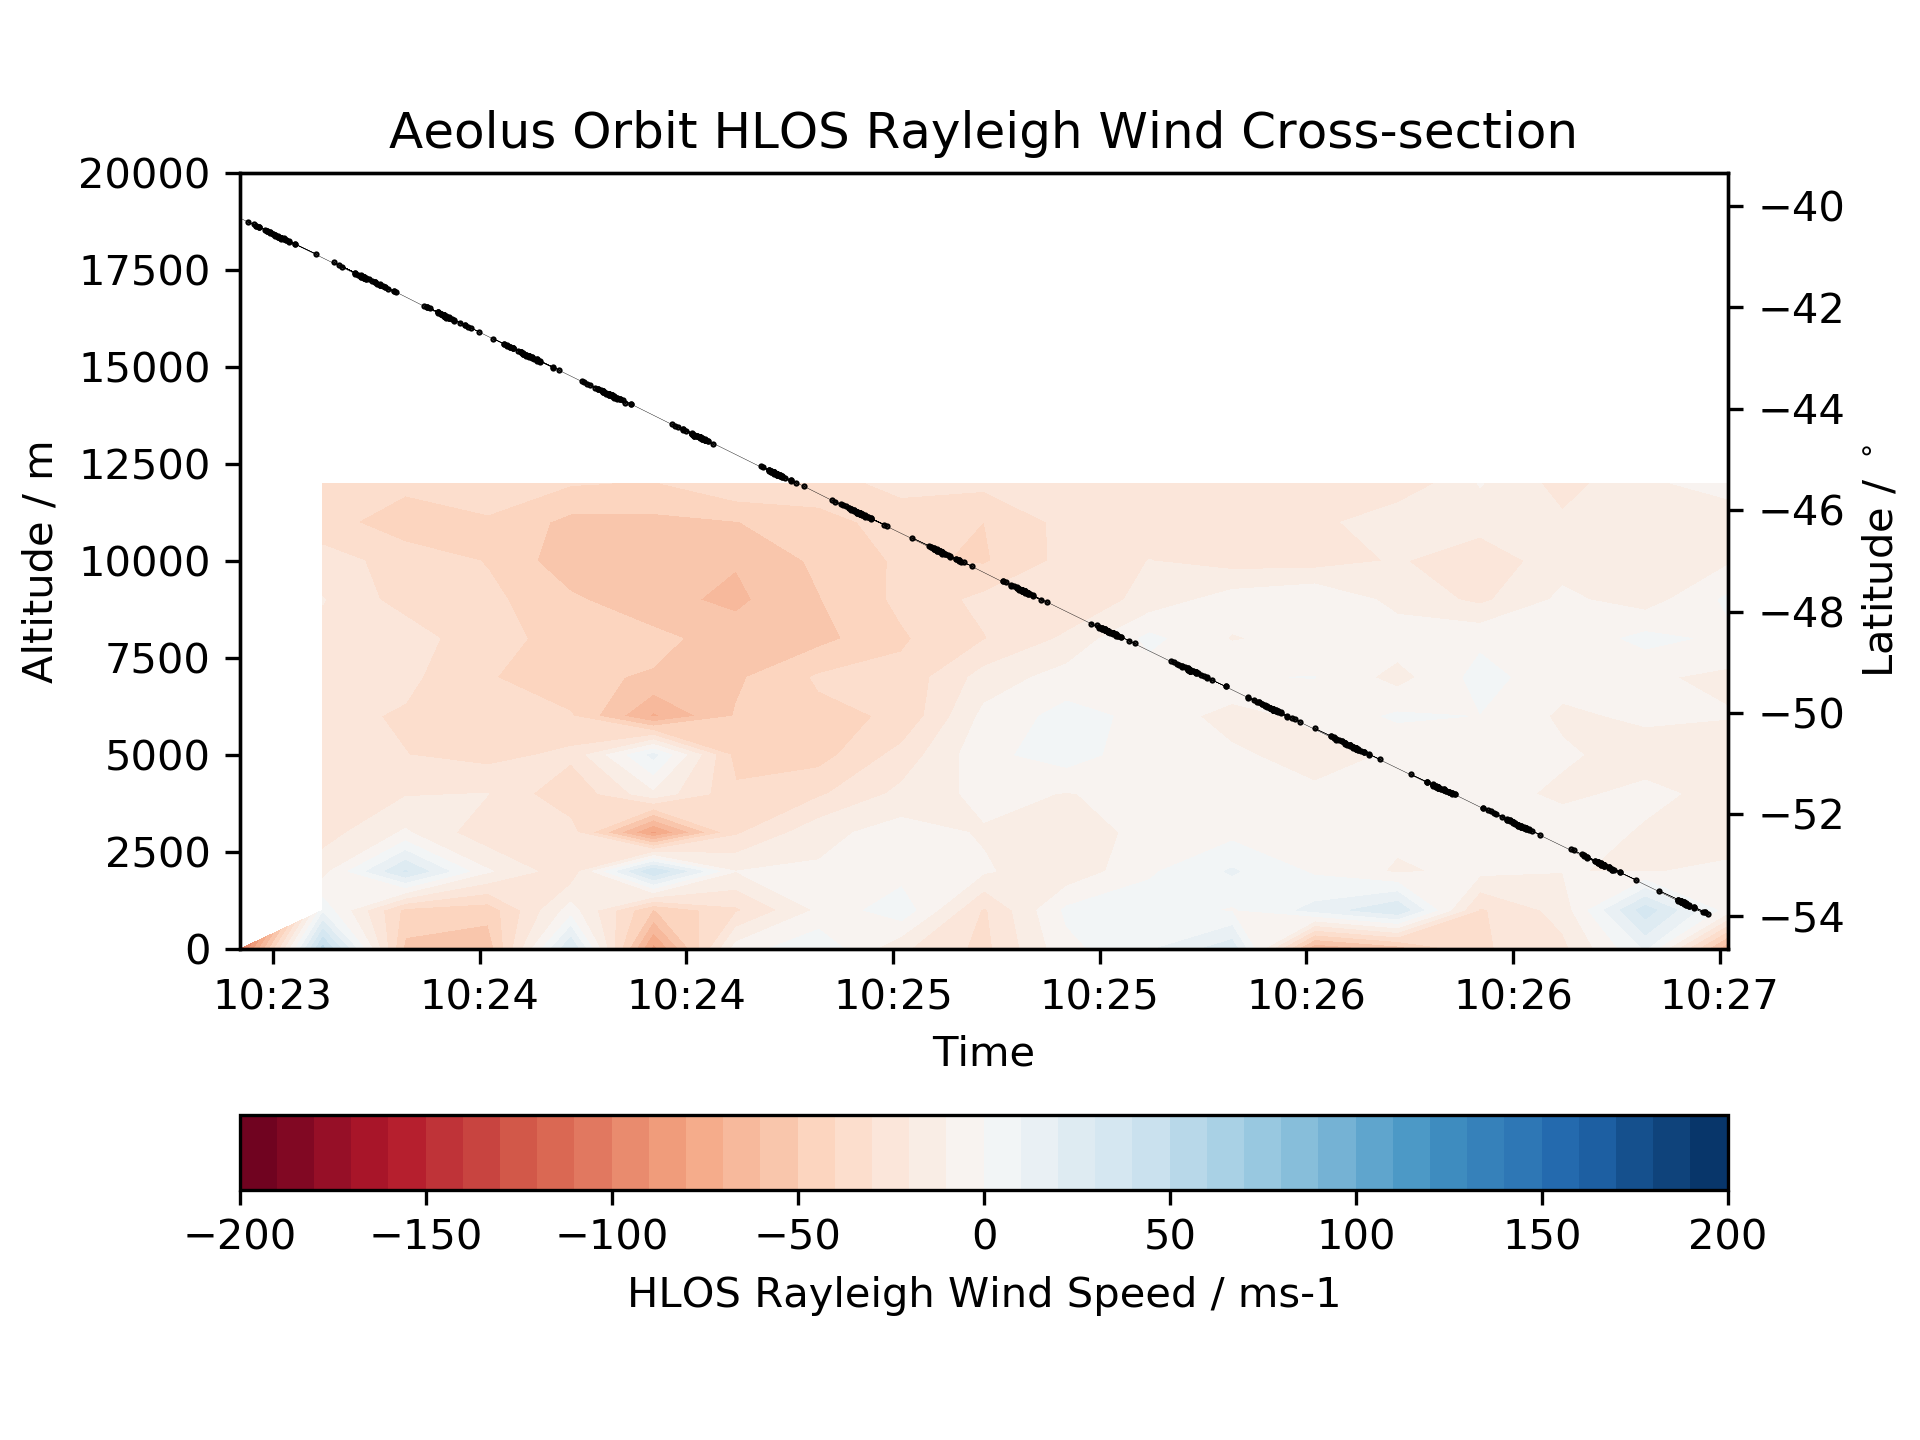 Aeolus Orbit HLOS Rayleigh Wind Cross-section
20000
17500
15000
12500
10000
7500
5000
2500
0
Altitude / m
−40
−42
−44
−46
−48
−50
−52
−54
Latitude / °
10:23 10:24 10:24 10:25 10:25 10:26 10:26 10:27
Time
−200 −150 −100 −50 0 50 100 150 200
HLOS Rayleigh Wind Speed / ms-1